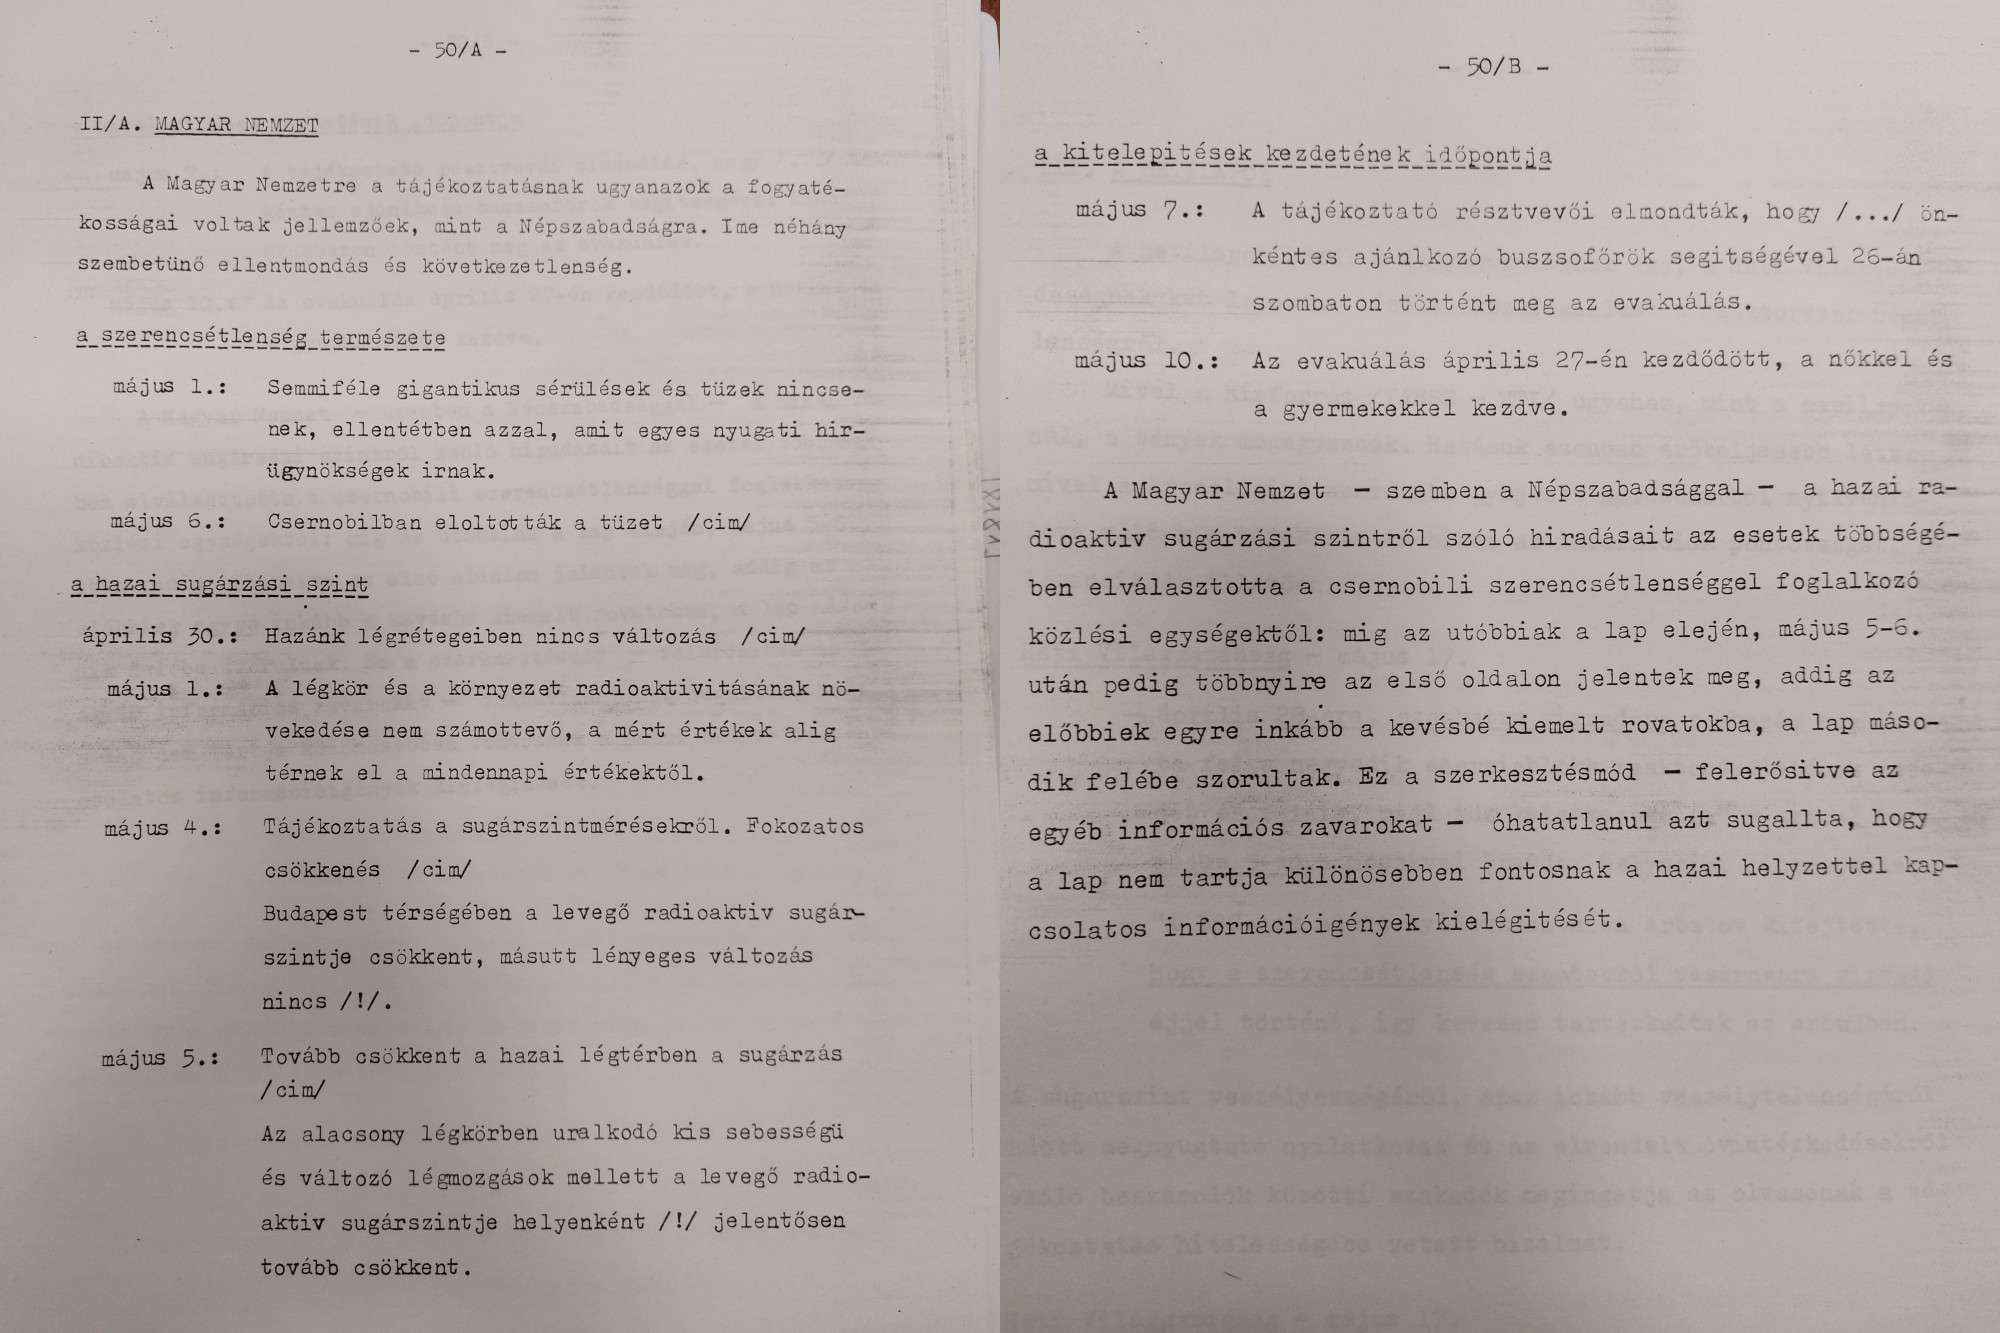 - 50/A -
II/A. MAGYAR NEMZET
A Magyar Nemzetre a tájékoztatásnak ugyanazok a fogyaté-
kosságai voltak jellemzőek, mint a Népszabadságra. Ime néhány
szembetünő ellentmondás és következetlenség.
a szerencsétlenség természete
május 1.: Semmiféle gigantikus sérülések és tüzek nincse-
nek, ellentétben azzal, amit egyes nyugati hir-
ügynökségek irnak.
május 6.: Csernobilban eloltották a tüzet /cim/
a hazai sugárzási szint
április 30.: Hazánk légrétegeiben nincs változás /cim/
május 1.: A légkör és a környezet radioaktivitásának nö-
vekedése nem számottevő, a mért értékek alig
térnek el a mindennapi értékektől.
május 4.: Tájékoztatás a sugárszintmérésekről. Fokozatos
csökkenés /cim/
Budapest térségében a levegő radioaktiv sugár-
szintje csökkent, másutt lényeges változás
nincs /!/.
május 5.: Tovább csökkent a hazai légtérben a sugárzás
/cim/
Az alacsony légkörben uralkodó kis sebességü
és változó légmozgások mellett a levegő radio-
aktiv sugárszintje helyenként /!/ jelentősen
tovább csökkent.
- 50/B -
a kitelepitések kezdetének időpontja
május 7.: A tájékoztató résztvevői elmondták, hogy /.../ ön-
kéntes ajánlkozó buszsofőrök segitségével 26-án
szombaton történt meg az evakuálás.
május 10.: Az evakuálás április 27-én kezdődött, a nőkkel és
a gyermekekkel kezdve.
A Magyar Nemzet - szemben a Népszabadsággal - a hazai ra-
dioaktiv sugárzási szintről szóló hiradásait az esetek többségé-
ben elválasztotta a csernobili szerencsétlenséggel foglalkozó
közlési egységektől: mig az utóbbiak a lap elején, május 5-6.
után pedig többnyire az első oldalon jelentek meg, addig az
előbbiek egyre inkább a kevésbé kiemelt rovatokba, a lap máso-
dik felébe szorultak. Ez a szerkesztésmód - felerősitve az
egyéb információs zavarokat - óhatatlanul azt sugallta, hogy
a lap nem tartja különösebben fontosnak a hazai helyzettel kap-
csolatos információigények kielégitését.